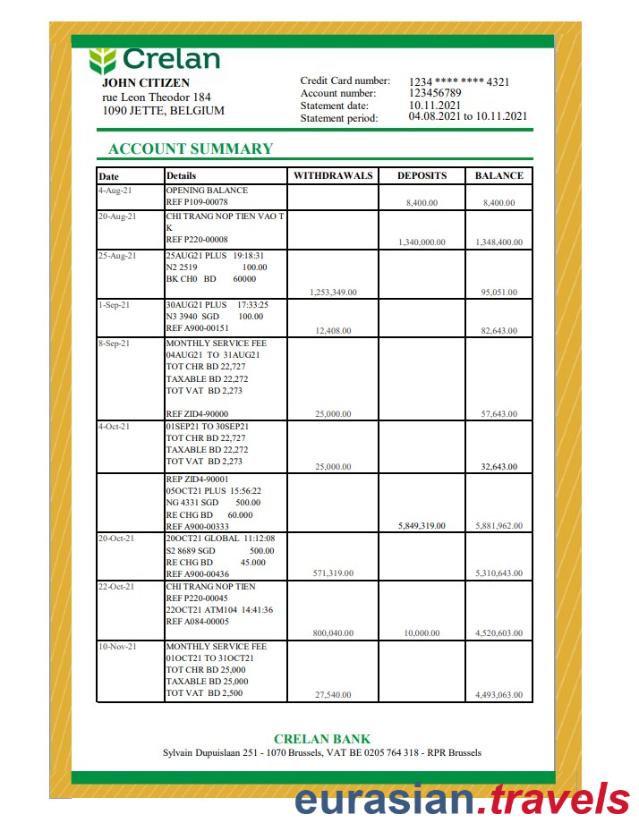 Crelan
JOHN CITIZEN
rue Leon Theodor 184
1090 JETTE, BELGIUM
Credit Card number: 1234 **** **** 4321
Account number: 123456789
Statement date: 10.11.2021
Statement period: 04.08.2021 to 10.11.2021
ACCOUNT SUMMARY
Date Details WITHDRAWALS DEPOSITS BALANCE
4-Aug-21 OPENING BALANCE
REF P109-00078 8,400.00 8,400.00
20-Aug-21 CHI TRANG NOP TIEN VAO T
K
REF P220-00008 1,340,000.00 1,348,400.00
25-Aug-21 25AUG21 PLUS 19:18:31
N2 2519 100.00
BK CH0 BD 60000
1,253,349.00 95,051.00
1-Sep-21 30AUG21 PLUS 17:33:25
N3 3940 SGD 100.00
REF A900-00151 12,408.00 82,643.00
8-Sep-21 MONTHLY SERVICE FEE
04AUG21 TO 31AUG21
TOT CHR BD 22,727
TAXABLE BD 22,272
TOT VAT BD 2,273
REF ZID4-90000 25,000.00 57,643.00
4-Oct-21 01SEP21 TO 30SEP21
TOT CHR BD 22,727
TAXABLE BD 22,272
TOT VAT BD 2,273 25,000.00 32,643.00
REP ZID4-90001
05OCT21 PLUS 15:56:22
NG 4331 SGD 500.00
RE CHG BD 60.000
REF A900-00333 5,849,319.00 5,881,962.00
20-Oct-21 20OCT21 GLOBAL 11:12:08
S2 8689 SGD 500.00
RE CHG BD 45.000
REF A900-00436 571,319.00 5,310,643.00
22-Oct-21 CHI TRANG NOP TIEN
REF P220-00045
22OCT21 ATM104 14:41:36
REF A084-00005
800,040.00 10,000.00 4,520,603.00
10-Nov-21 MONTHLY SERVICE FEE
01OCT21 TO 31OCT21
TOT CHR BD 25,000
TAXABLE BD 25,000
TOT VAT BD 2,500 27,540.00 4,493,063.00
CRELAN BANK
Sylvain Dupuislaan 251 - 1070 Brussels, VAT BE 0205 764 318 - RPR Brussels
eurasian.travels